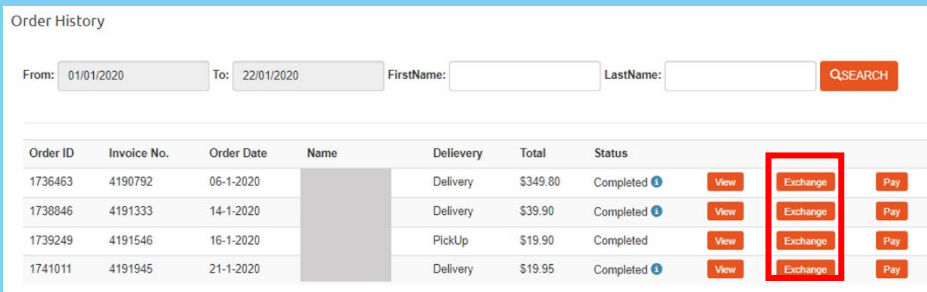 Order History
From: 01/01/2020 To: 22/01/2020 FirstName: LastName: SEARCH
Order ID Invoice No. Order Date Name Delievery Total Status
1736463 4190792 06-1-2020 Delivery $349.80 Completed View Exchange Pay
1738846 4191333 14-1-2020 Delivery $39.90 Completed View Exchange Pay
1739249 4191546 16-1-2020 PickUp $19.90 Completed View Exchange Pay
1741011 4191945 21-1-2020 Delivery $19.95 Completed View Exchange Pay